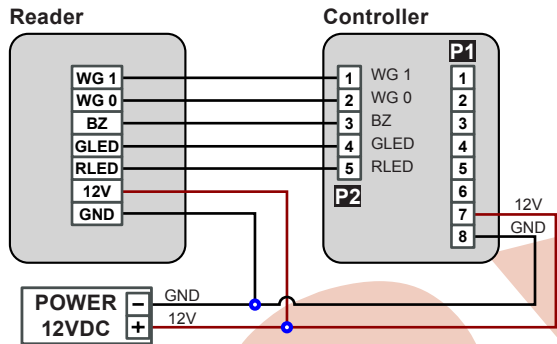 Reader
WG 1
WG 0
BZ
GLED
RLED
12V
GND
Controller
P1
1 WG 1
2 WG 0
3 BZ
4 GLED
5 RLED
P2
1
2
3
4
5
6
7 12V
8 GND
POWER − GND
12VDC + 12V